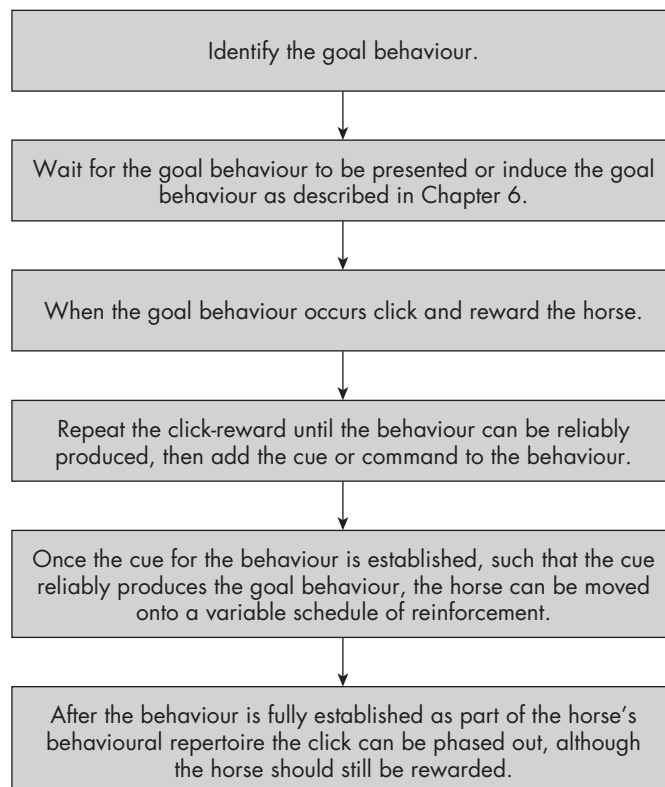 Identify the goal behaviour.
Wait for the goal behaviour to be presented or induce the goal
behaviour as described in Chapter 6.
When the goal behaviour occurs click and reward the horse.
Repeat the click-reward until the behaviour can be reliably
produced, then add the cue or command to the behaviour.
Once the cue for the behaviour is established, such that the cue
reliably produces the goal behaviour, the horse can be moved
onto a variable schedule of reinforcement.
After the behaviour is fully established as part of the horse's
behavioural repertoire the click can be phased out, although
the horse should still be rewarded.